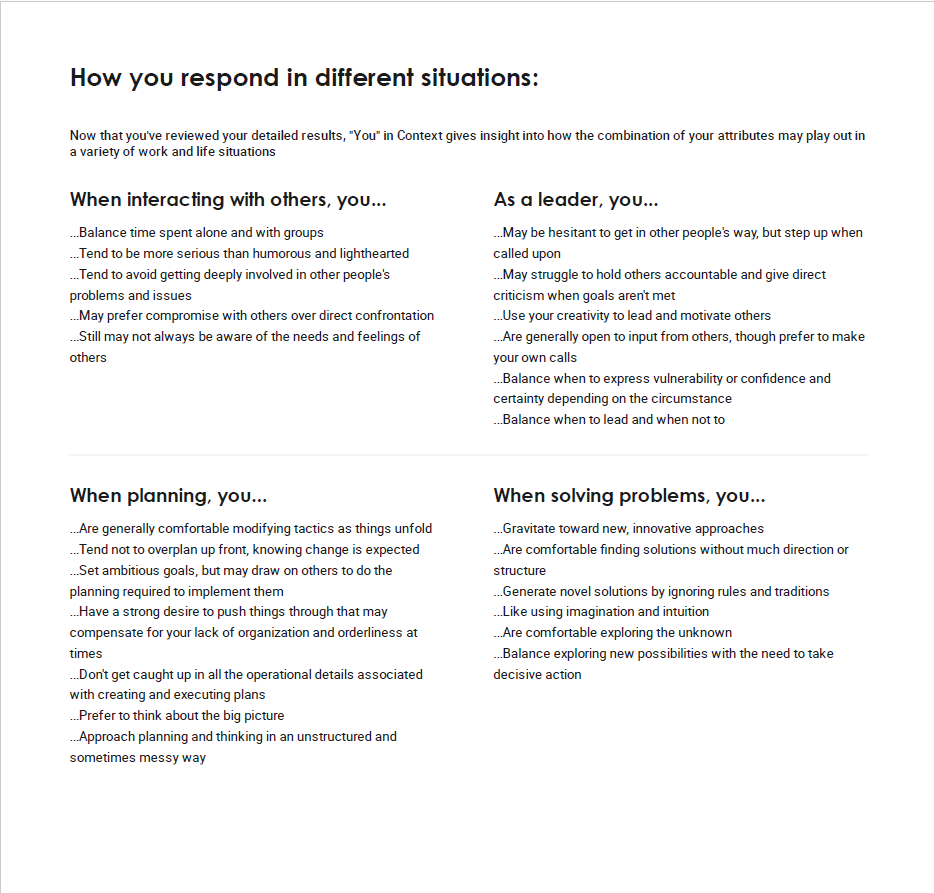 How you respond in different situations:
Now that you've reviewed your detailed results, "You" in Context gives insight into how the combination of your attributes may play out in
a variety of work and life situations
When interacting with others, you...
...Balance time spent alone and with groups
...Tend to be more serious than humorous and lighthearted
...Tend to avoid getting deeply involved in other people's
problems and issues
...May prefer compromise with others over direct confrontation
...Still may not always be aware of the needs and feelings of
others
As a leader, you...
...May be hesitant to get in other people's way, but step up when
called upon
...May struggle to hold others accountable and give direct
criticism when goals aren't met
...Use your creativity to lead and motivate others
...Are generally open to input from others, though prefer to make
your own calls
...Balance when to express vulnerability or confidence and
certainty depending on the circumstance
...Balance when to lead and when not to
When planning, you...
...Are generally comfortable modifying tactics as things unfold
...Tend not to overplan up front, knowing change is expected
...Set ambitious goals, but may draw on others to do the
planning required to implement them
...Have a strong desire to push things through that may
compensate for your lack of organization and orderliness at
times
...Don't get caught up in all the operational details associated
with creating and executing plans
...Prefer to think about the big picture
...Approach planning and thinking in an unstructured and
sometimes messy way
When solving problems, you...
...Gravitate toward new, innovative approaches
...Are comfortable finding solutions without much direction or
structure
...Generate novel solutions by ignoring rules and traditions
...Like using imagination and intuition
...Are comfortable exploring the unknown
...Balance exploring new possibilities with the need to take
decisive action